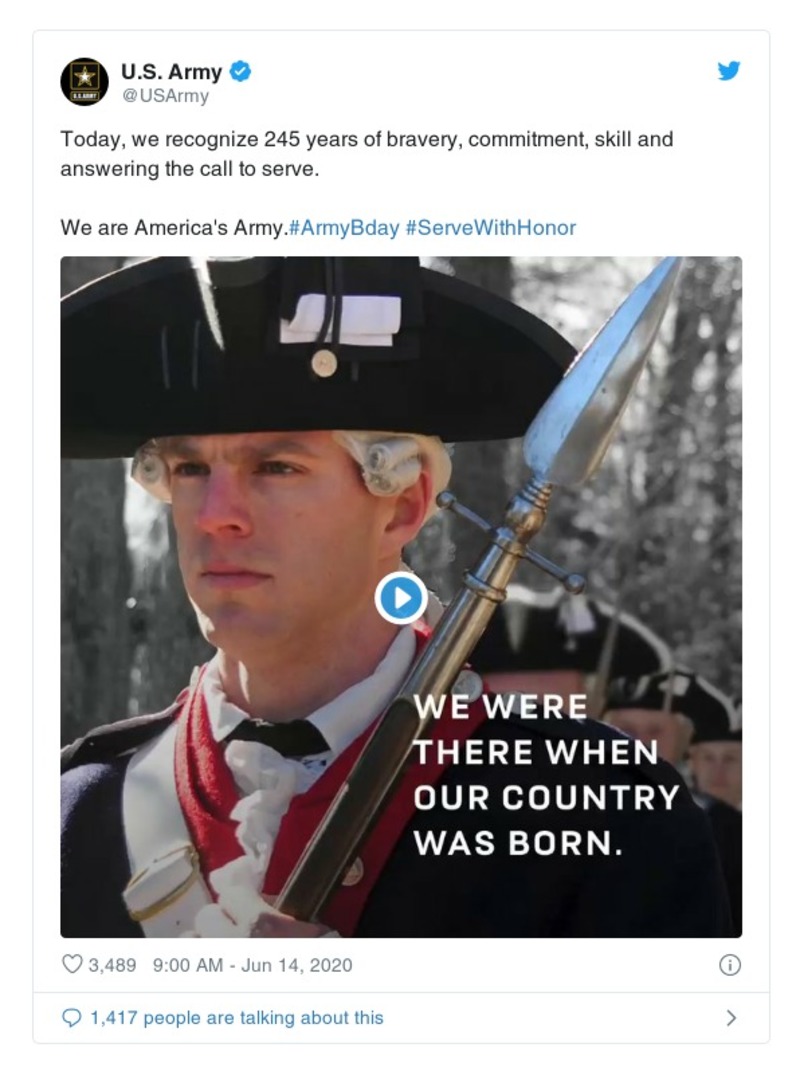 U.S. Army
@USArmy
Today, we recognize 245 years of bravery, commitment, skill and
answering the call to serve.
We are America's Army.#ArmyBday #ServeWithHonor
WE WERE
THERE WHEN
OUR COUNTRY
WAS BORN.
3,489 9:00 AM - Jun 14, 2020
1,417 people are talking about this